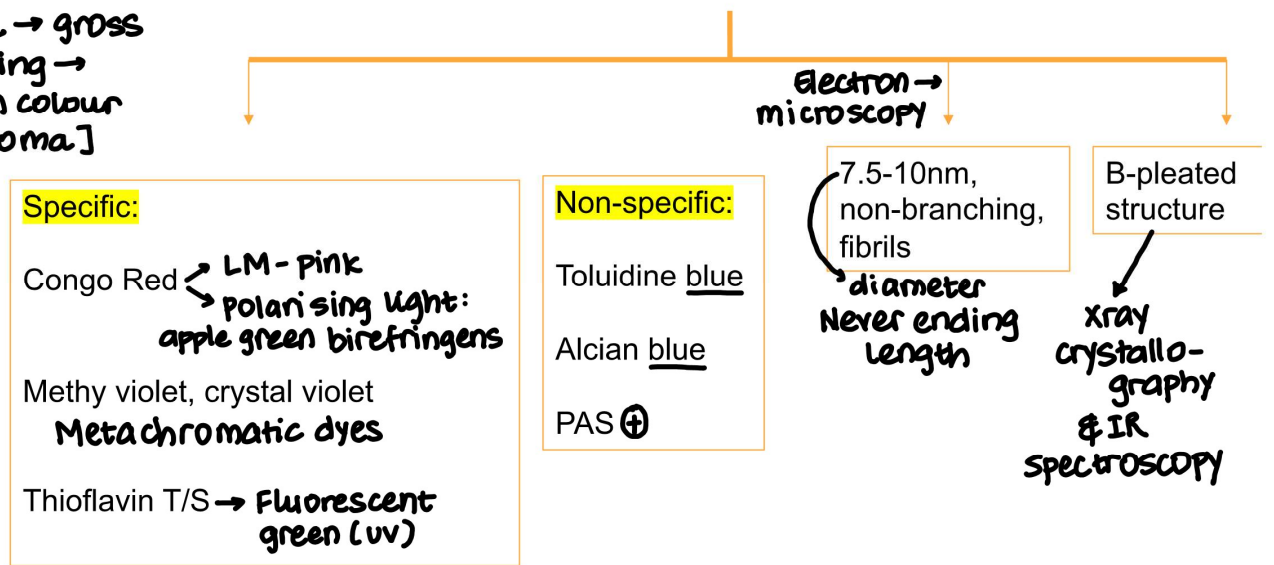 → gross
ing →
colour
oma]
Electron →
microscopy
Specific:
Congo Red → LM - pink
→ polarising light:
apple green birefringens
Methy violet, crystal violet
Metachromatic dyes
Thioflavin T/S → Fluorescent
green (uv)
Non-specific:
Toluidine blue
Alcian blue
PAS ⊕
7.5-10nm,
non-branching,
fibrils
diameter
Never ending
Length
B-pleated
structure
xray
crystallo-
graphy
& IR
spectroscopy